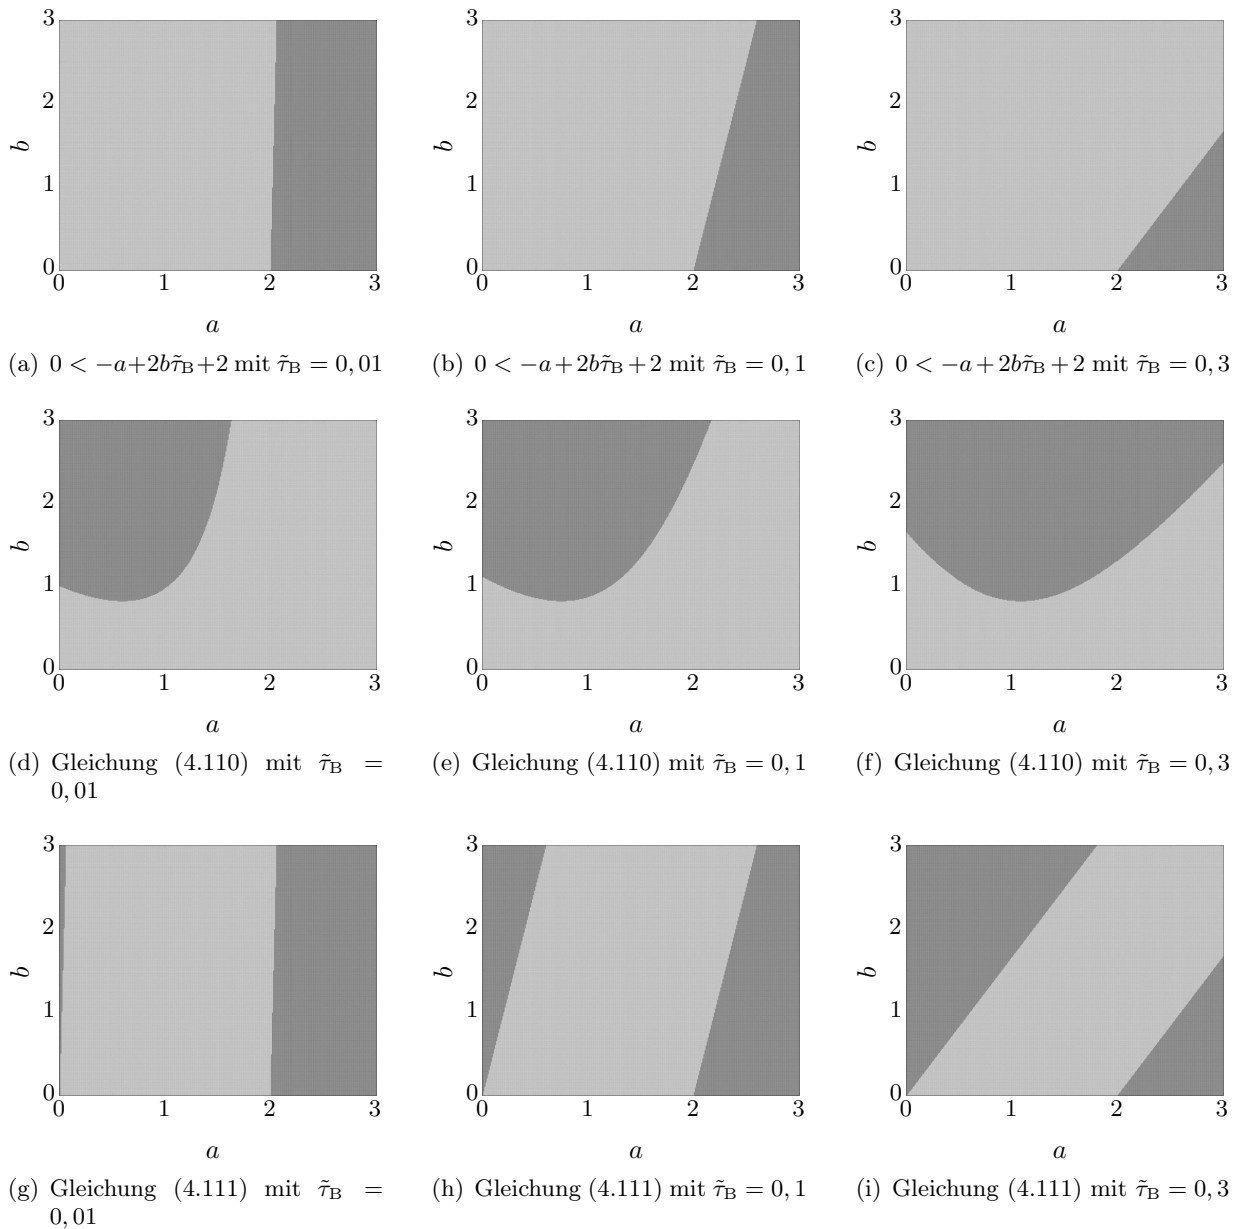 3
2
b
1
0
0 1 2 3
a
3
2
b
1
0
0 1 2 3
a
3
2
b
1
0
0 1 2 3
a
(a) 0 < −a+2bτ̃B+2 mit τ̃B = 0, 01
(b) 0 < −a+2bτ̃B+2 mit τ̃B = 0, 1
(c) 0 < −a+2bτ̃B+2 mit τ̃B = 0, 3
3
2
b
1
0
0 1 2 3
a
3
2
b
1
0
0 1 2 3
a
3
2
b
1
0
0 1 2 3
a
(d) Gleichung (4.110) mit τ̃B =
0, 01
(e) Gleichung (4.110) mit τ̃B = 0, 1
(f) Gleichung (4.110) mit τ̃B = 0, 3
3
2
b
1
0
0 1 2 3
a
3
2
b
1
0
0 1 2 3
a
3
2
b
1
0
0 1 2 3
a
(g) Gleichung (4.111) mit τ̃B =
0, 01
(h) Gleichung (4.111) mit τ̃B = 0, 1
(i) Gleichung (4.111) mit τ̃B = 0, 3